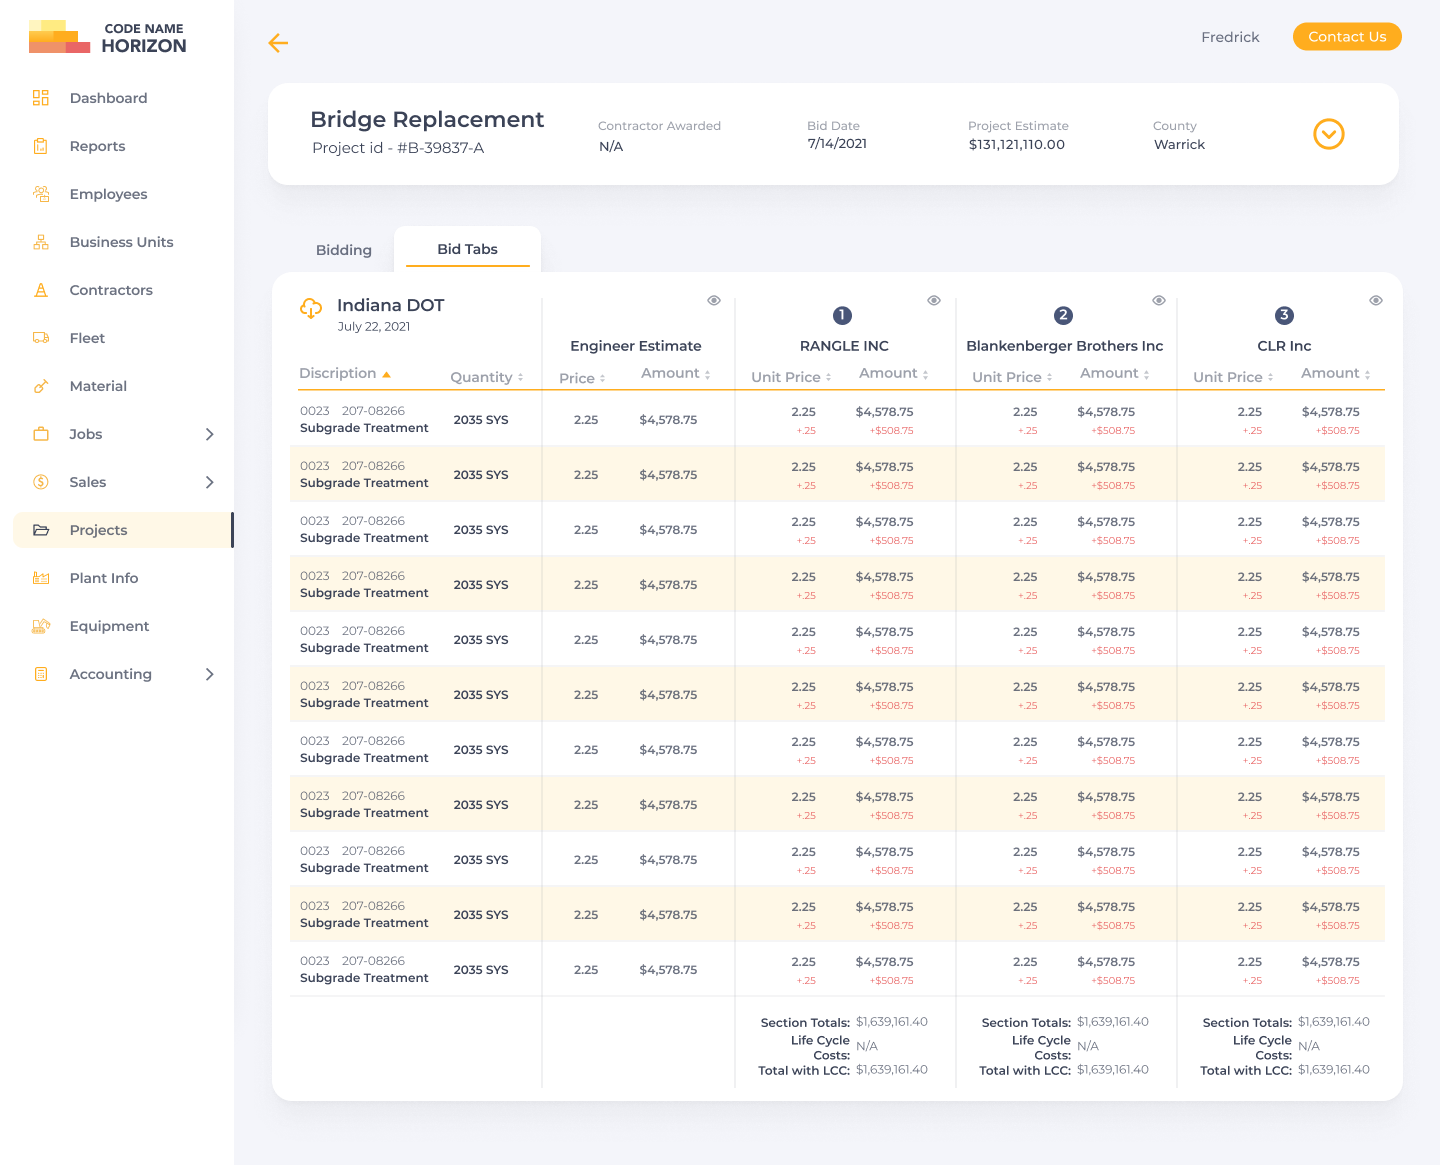 CODE NAME
HORIZON
Dashboard
Reports
Employees
Business Units
Contractors
Fleet
Material
Jobs
Sales
Projects
Plant Info
Equipment
Accounting
Fredrick
Contact Us
Bridge Replacement
Project id - #B-39837-A
Contractor Awarded
N/A
Bid Date
7/14/2021
Project Estimate
$131,121,110.00
County
Warrick
Bidding
Bid Tabs
Indiana DOT
July 22, 2021
1 2 3
Engineer Estimate RANGLE INC Blankenberger Brothers Inc CLR Inc
Discription Quantity Price Amount Unit Price Amount Unit Price Amount Unit Price Amount
0023 207-08266 2.25 $4,578.75 2.25 $4,578.75 2.25 $4,578.75
Subgrade Treatment 2035 SYS 2.25 $4,578.75 +.25 +$508.75 +.25 +$508.75 +.25 +$508.75
0023 207-08266 2.25 $4,578.75 2.25 $4,578.75 2.25 $4,578.75
Subgrade Treatment 2035 SYS 2.25 $4,578.75 +.25 +$508.75 +.25 +$508.75 +.25 +$508.75
0023 207-08266 2.25 $4,578.75 2.25 $4,578.75 2.25 $4,578.75
Subgrade Treatment 2035 SYS 2.25 $4,578.75 +.25 +$508.75 +.25 +$508.75 +.25 +$508.75
0023 207-08266 2.25 $4,578.75 2.25 $4,578.75 2.25 $4,578.75
Subgrade Treatment 2035 SYS 2.25 $4,578.75 +.25 +$508.75 +.25 +$508.75 +.25 +$508.75
0023 207-08266 2.25 $4,578.75 2.25 $4,578.75 2.25 $4,578.75
Subgrade Treatment 2035 SYS 2.25 $4,578.75 +.25 +$508.75 +.25 +$508.75 +.25 +$508.75
0023 207-08266 2.25 $4,578.75 2.25 $4,578.75 2.25 $4,578.75
Subgrade Treatment 2035 SYS 2.25 $4,578.75 +.25 +$508.75 +.25 +$508.75 +.25 +$508.75
0023 207-08266 2.25 $4,578.75 2.25 $4,578.75 2.25 $4,578.75
Subgrade Treatment 2035 SYS 2.25 $4,578.75 +.25 +$508.75 +.25 +$508.75 +.25 +$508.75
0023 207-08266 2.25 $4,578.75 2.25 $4,578.75 2.25 $4,578.75
Subgrade Treatment 2035 SYS 2.25 $4,578.75 +.25 +$508.75 +.25 +$508.75 +.25 +$508.75
0023 207-08266 2.25 $4,578.75 2.25 $4,578.75 2.25 $4,578.75
Subgrade Treatment 2035 SYS 2.25 $4,578.75 +.25 +$508.75 +.25 +$508.75 +.25 +$508.75
0023 207-08266 2.25 $4,578.75 2.25 $4,578.75 2.25 $4,578.75
Subgrade Treatment 2035 SYS 2.25 $4,578.75 +.25 +$508.75 +.25 +$508.75 +.25 +$508.75
0023 207-08266 2.25 $4,578.75 2.25 $4,578.75 2.25 $4,578.75
Subgrade Treatment 2035 SYS 2.25 $4,578.75 +.25 +$508.75 +.25 +$508.75 +.25 +$508.75
Section Totals: $1,639,161.40 Section Totals: $1,639,161.40 Section Totals: $1,639,161.40
Life Cycle Life Cycle Life Cycle
Costs: N/A Costs: N/A Costs: N/A
Total with LCC: $1,639,161.40 Total with LCC: $1,639,161.40 Total with LCC: $1,639,161.40